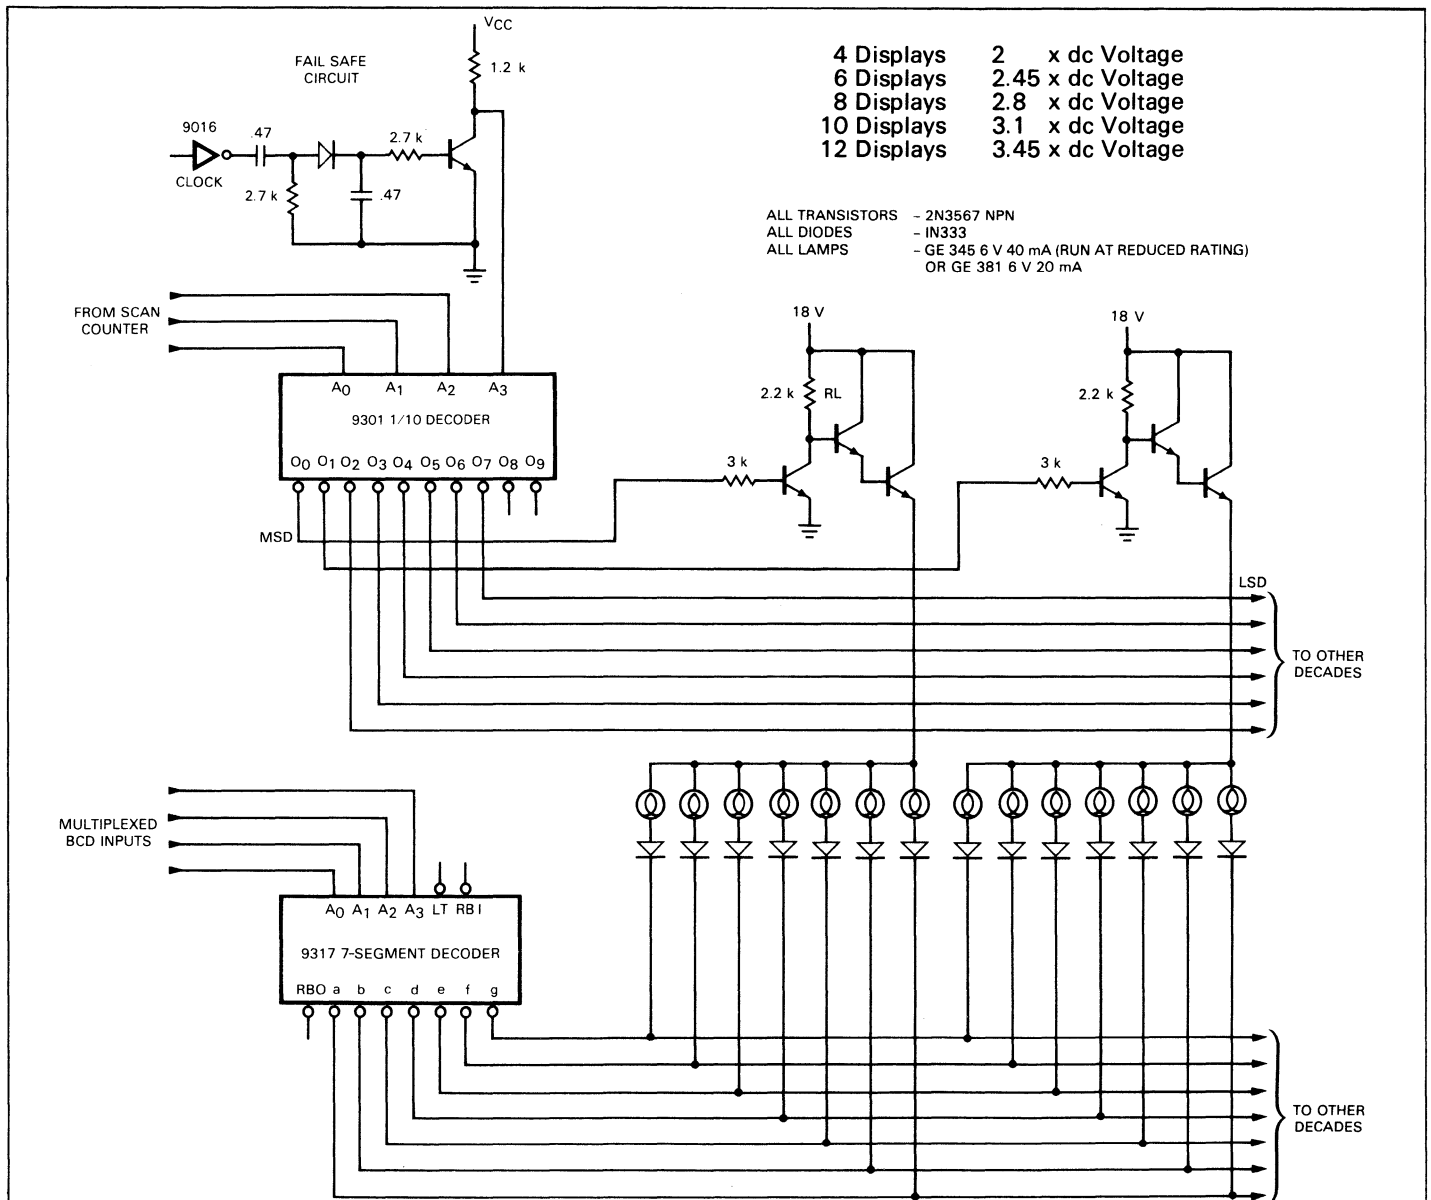 VCC
1.2 k
FAIL SAFE
CIRCUIT
9016
.47
2.7 k
CLOCK
2.7 k
.47
4 Displays 2 x dc Voltage
6 Displays 2.45 x dc Voltage
8 Displays 2.8 x dc Voltage
10 Displays 3.1 x dc Voltage
12 Displays 3.45 x dc Voltage
ALL TRANSISTORS – 2N3567 NPN
ALL DIODES – IN333
ALL LAMPS – GE 345 6 V 40 mA (RUN AT REDUCED RATING)
OR GE 381 6 V 20 mA
FROM SCAN
COUNTER
A0 A1 A2 A3
9301 1/10 DECODER
O0 O1 O2 O3 O4 O5 O6 O7 O8 O9
MSD
18 V
2.2 k RL
3 k
18 V
2.2 k
3 k
LSD
TO OTHER
DECADES
MULTIPLEXED
BCD INPUTS
A0 A1 A2 A3 LT RBI
9317 7-SEGMENT DECODER
RBO a b c d e f g
TO OTHER
DECADES